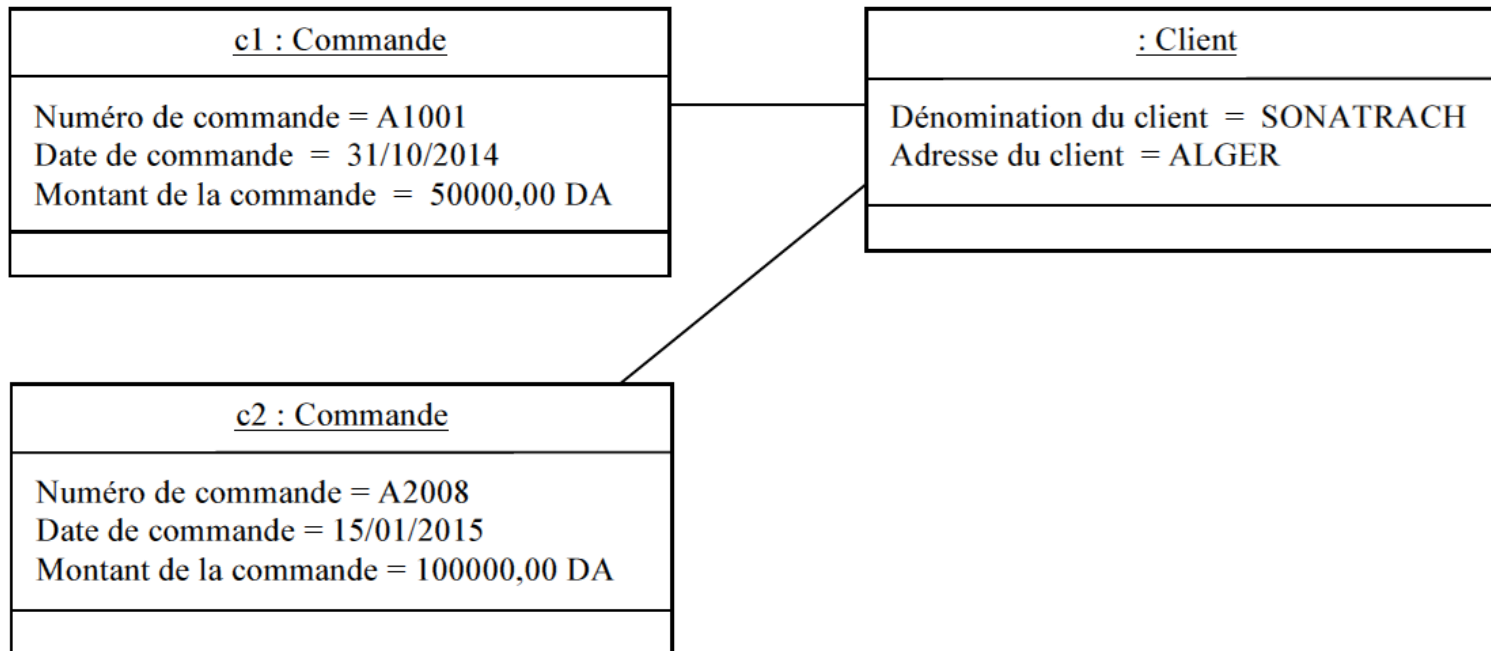 c1 : Commande
Numéro de commande = A1001
Date de commande = 31/10/2014
Montant de la commande = 50000,00 DA
: Client
Dénomination du client = SONATRACH
Adresse du client = ALGER
c2 : Commande
Numéro de commande = A2008
Date de commande = 15/01/2015
Montant de la commande = 100000,00 DA